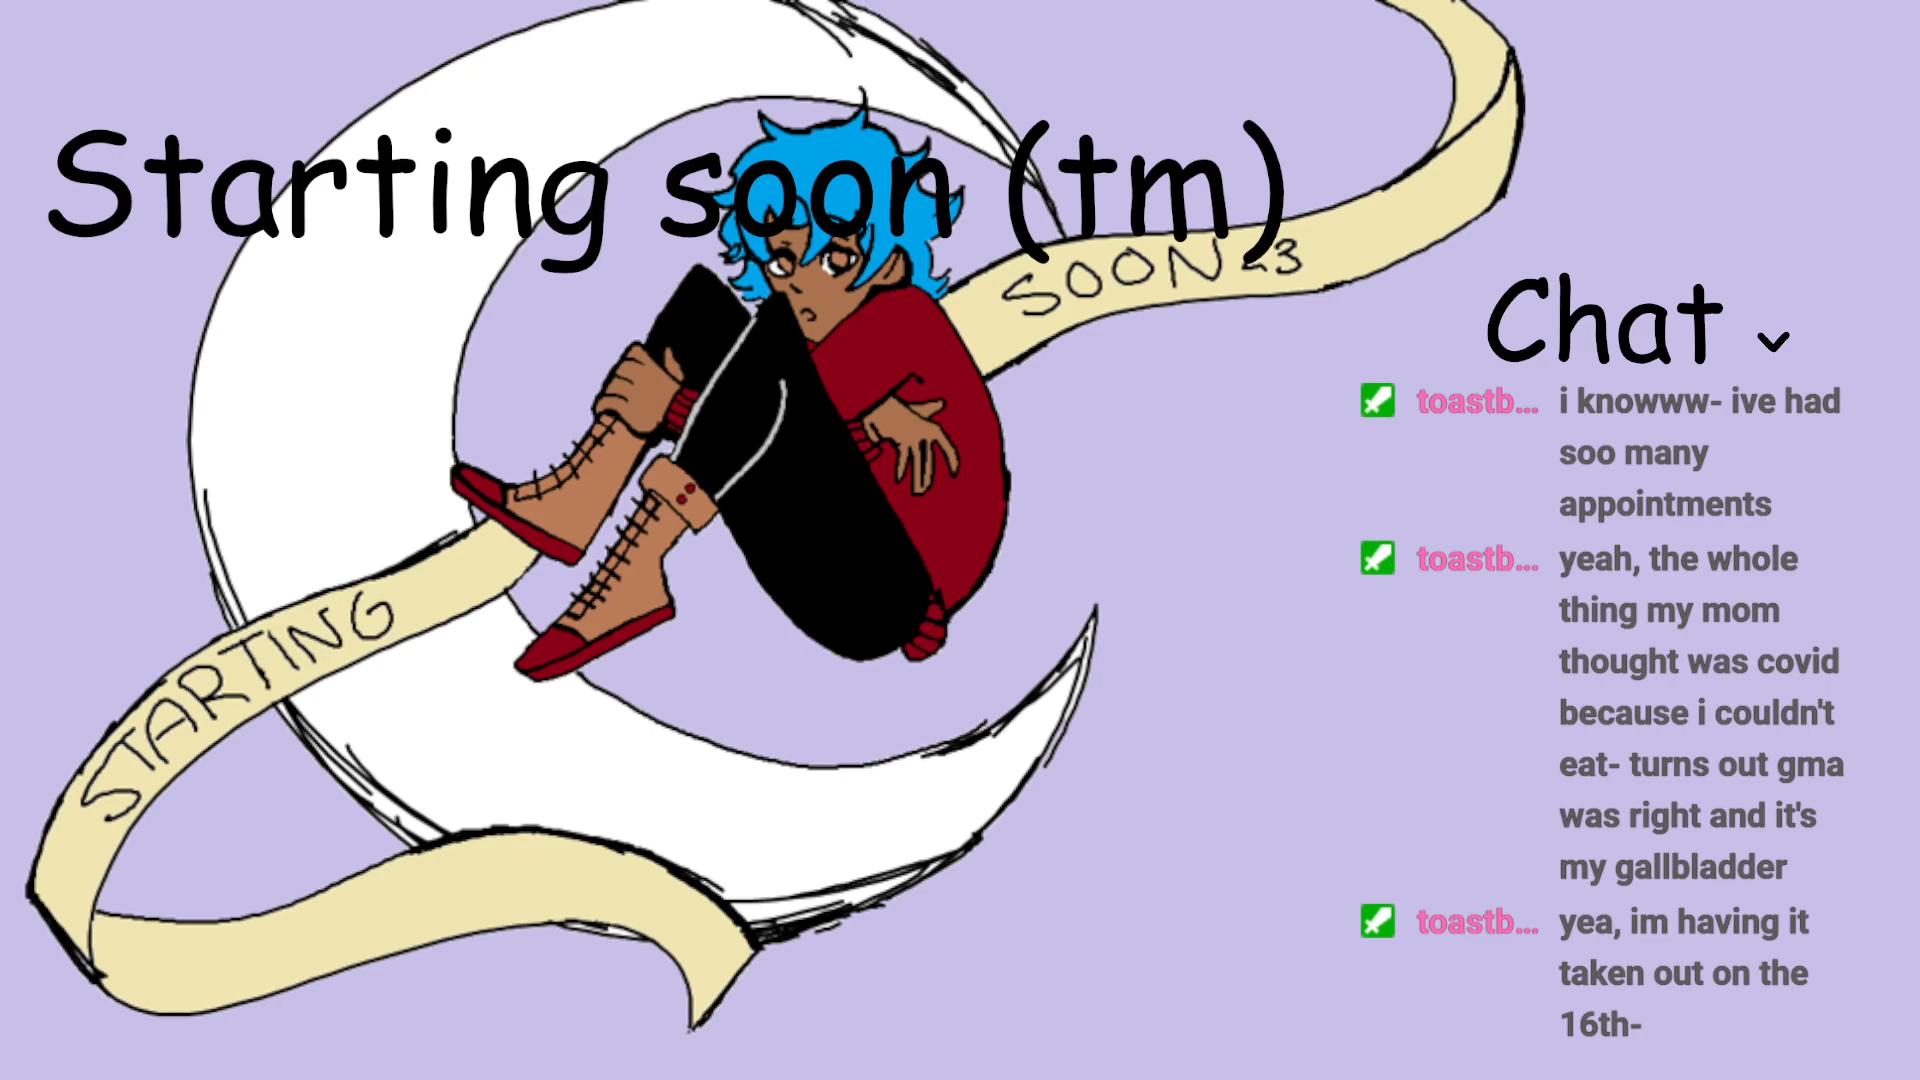 Starting soon (tm)
SOON <3
STARTING
Chat
toastb... i knowww- ive had
soo many
appointments
toastb... yeah, the whole
thing my mom
thought was covid
because i couldn't
eat- turns out gma
was right and it's
my gallbladder
toastb... yea, im having it
taken out on the
16th-